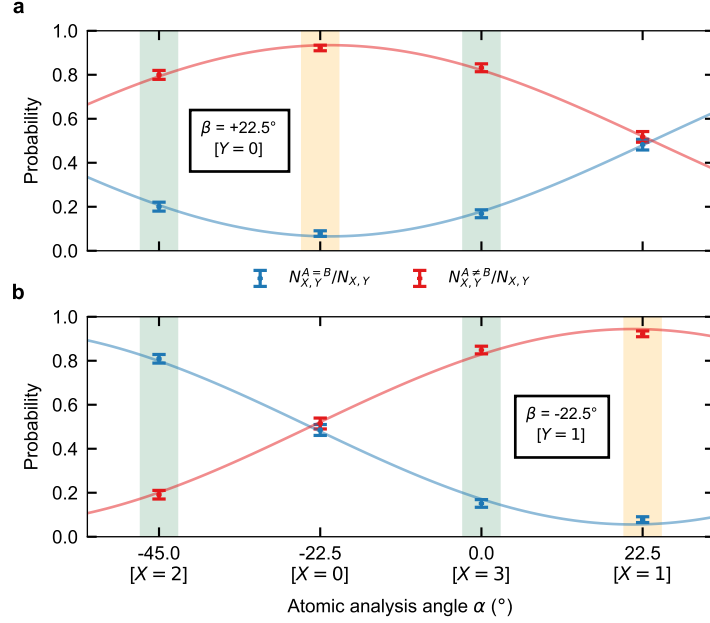 a
1.0
0.8
0.6
0.4
0.2
0.0
Probability
β = +22.5°
[Y = 0]
N_{X,Y}^{A=B}/N_{X,Y}
N_{X,Y}^{A≠B}/N_{X,Y}
b
1.0
0.8
0.6
0.4
0.2
0.0
Probability
β = -22.5°
[Y = 1]
-45.0
-22.5
0.0
22.5
[X = 2]
[X = 0]
[X = 3]
[X = 1]
Atomic analysis angle α (°)